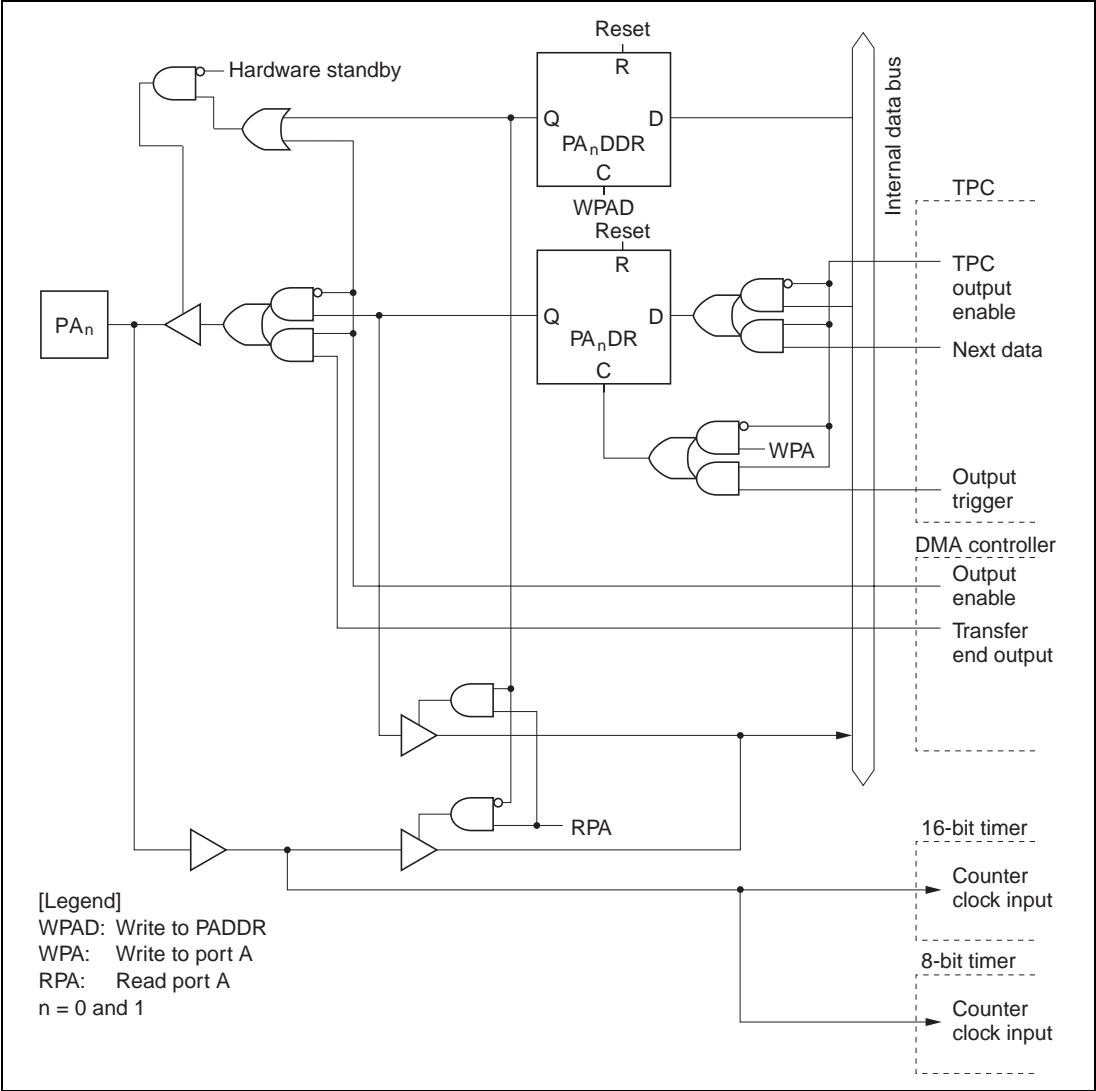 Reset
R
Hardware standby
Q
D
PAnDDR
C
WPAD
Internal data bus
TPC
Reset
R
TPC
output
enable
PAn
Q
D
PAnDR
C
Next data
WPA
Output
trigger
DMA controller
Output
enable
Transfer
end output
RPA
16-bit timer
Counter
clock input
[Legend]
WPAD: Write to PADDR
WPA: Write to port A
RPA: Read port A
n = 0 and 1
8-bit timer
Counter
clock input